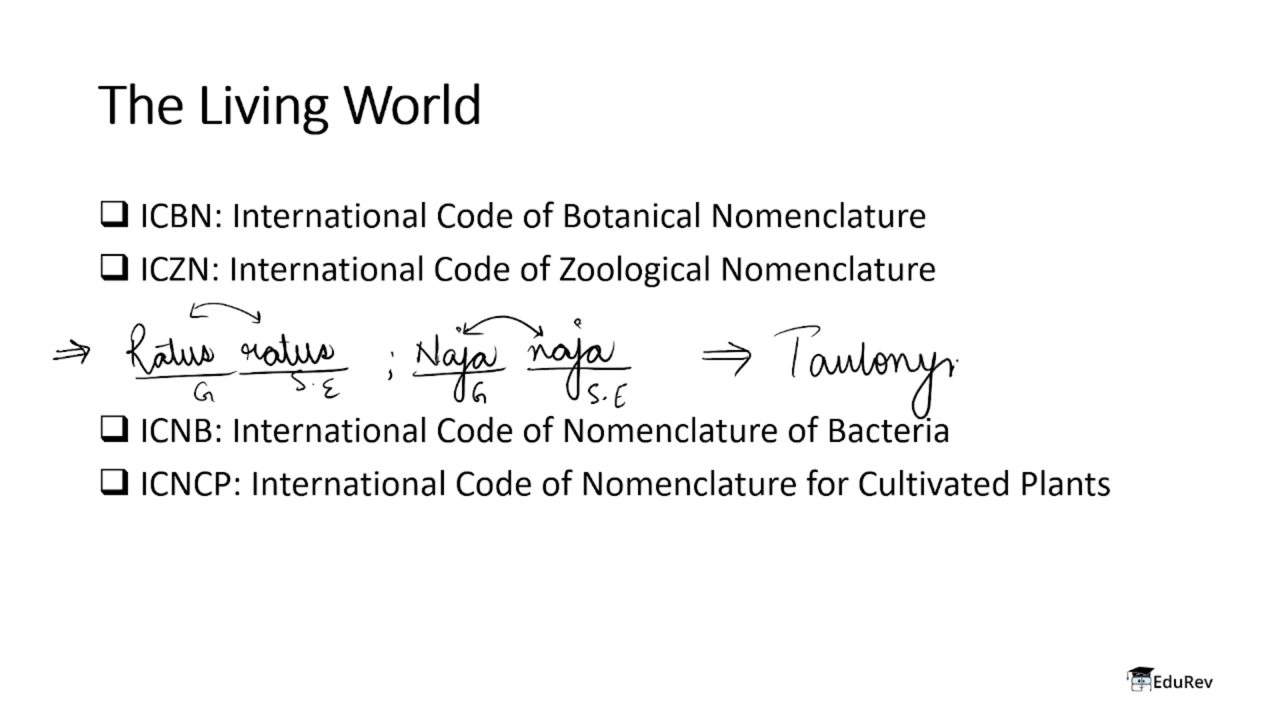 The Living World
❑ ICBN: International Code of Botanical Nomenclature
❑ ICZN: International Code of Zoological Nomenclature
⇒ Ratus ratus ; Naja naja ⇒ Taulony
G S.E G S.E
❑ ICNB: International Code of Nomenclature of Bacteria
❑ ICNCP: International Code of Nomenclature for Cultivated Plants
EduRev